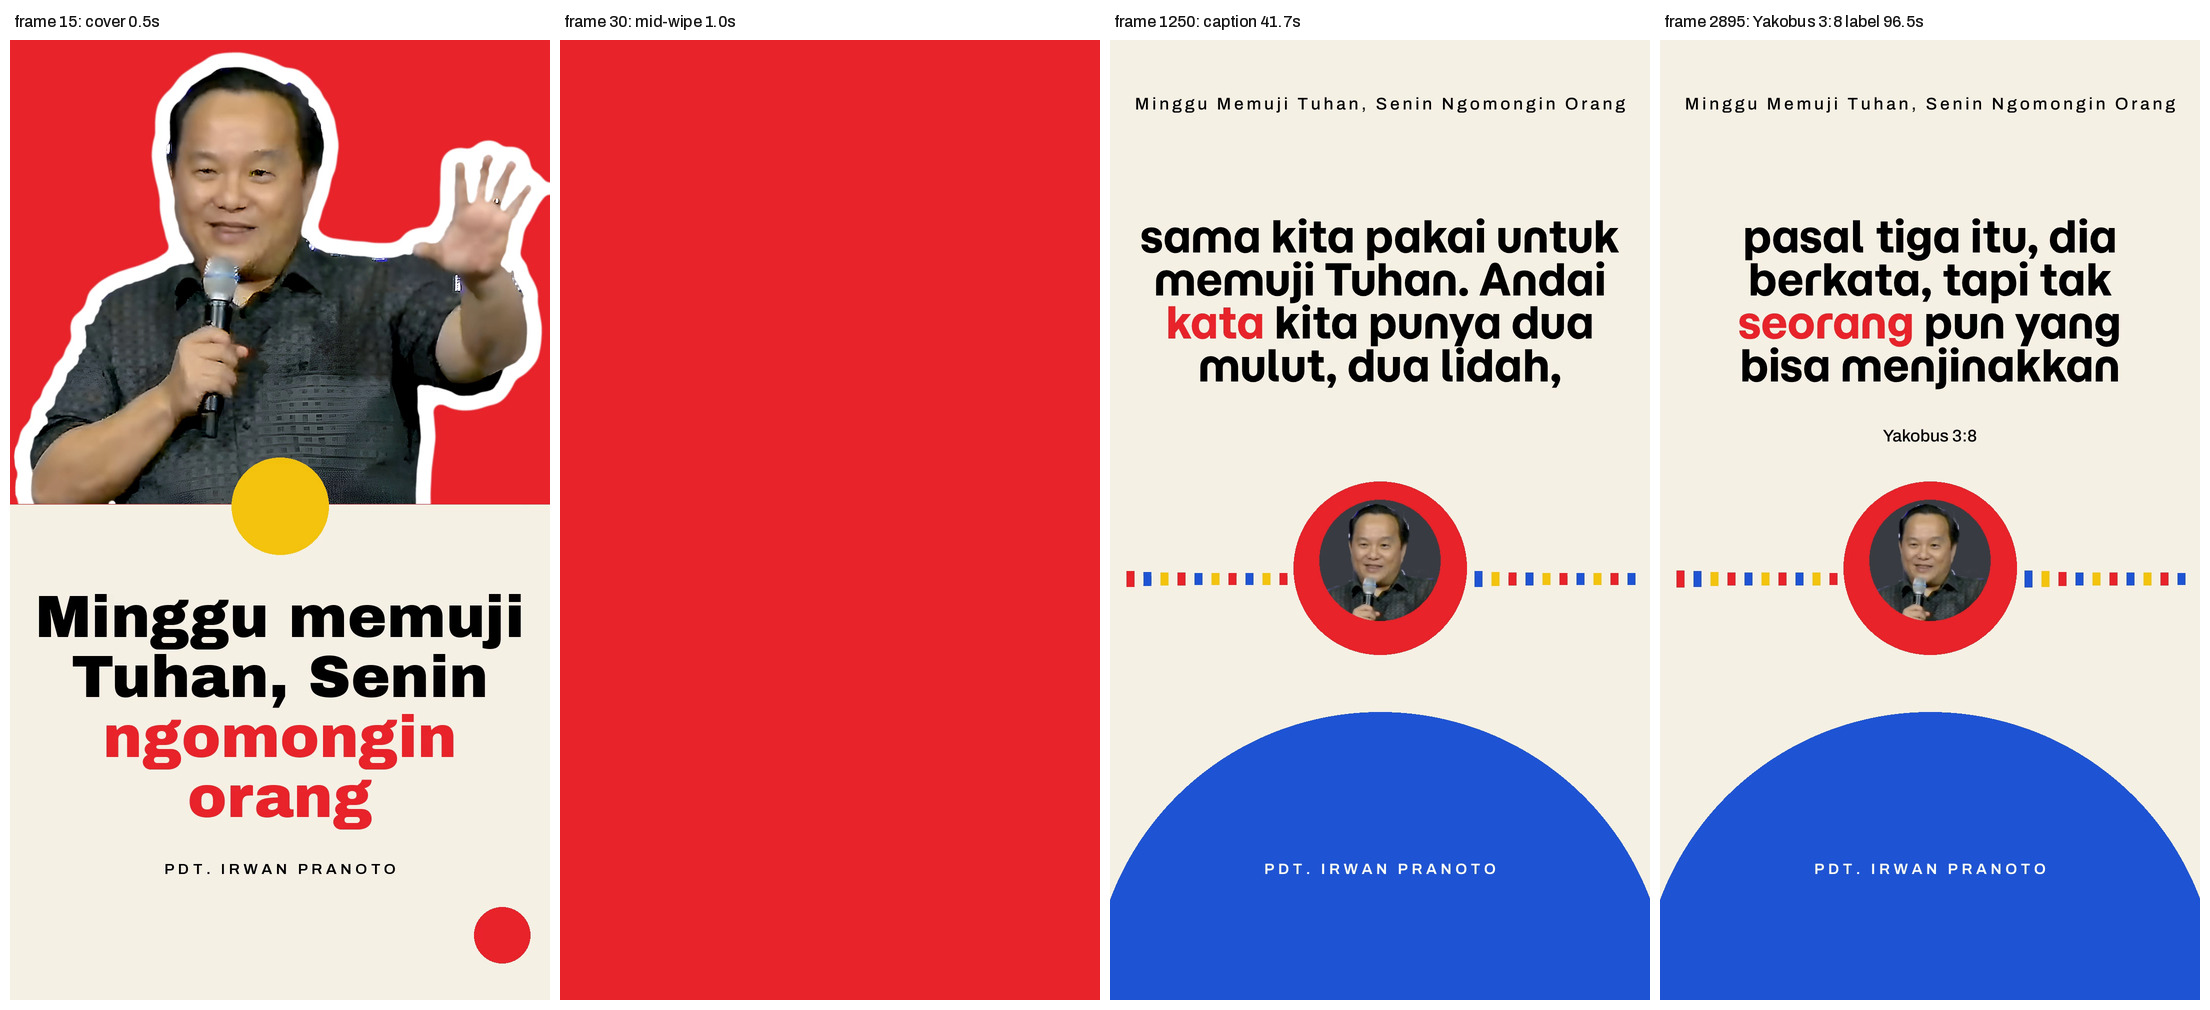 frame 15: cover 0.5s
Minggu memuji
Tuhan, Senin
ngomongin
orang
PDT. IRWAN PRANOTO
frame 30: mid-wipe 1.0s
frame 1250: caption 41.7s
Minggu Memuji Tuhan, Senin Ngomongin Orang
sama kita pakai untuk
memuji Tuhan. Andai
kata kita punya dua
mulut, dua lidah,
PDT. IRWAN PRANOTO
frame 2895: Yakobus 3:8 label 96.5s
Minggu Memuji Tuhan, Senin Ngomongin Orang
pasal tiga itu, dia
berkata, tapi tak
seorang pun yang
bisa menjinakkan
Yakobus 3:8
PDT. IRWAN PRANOTO